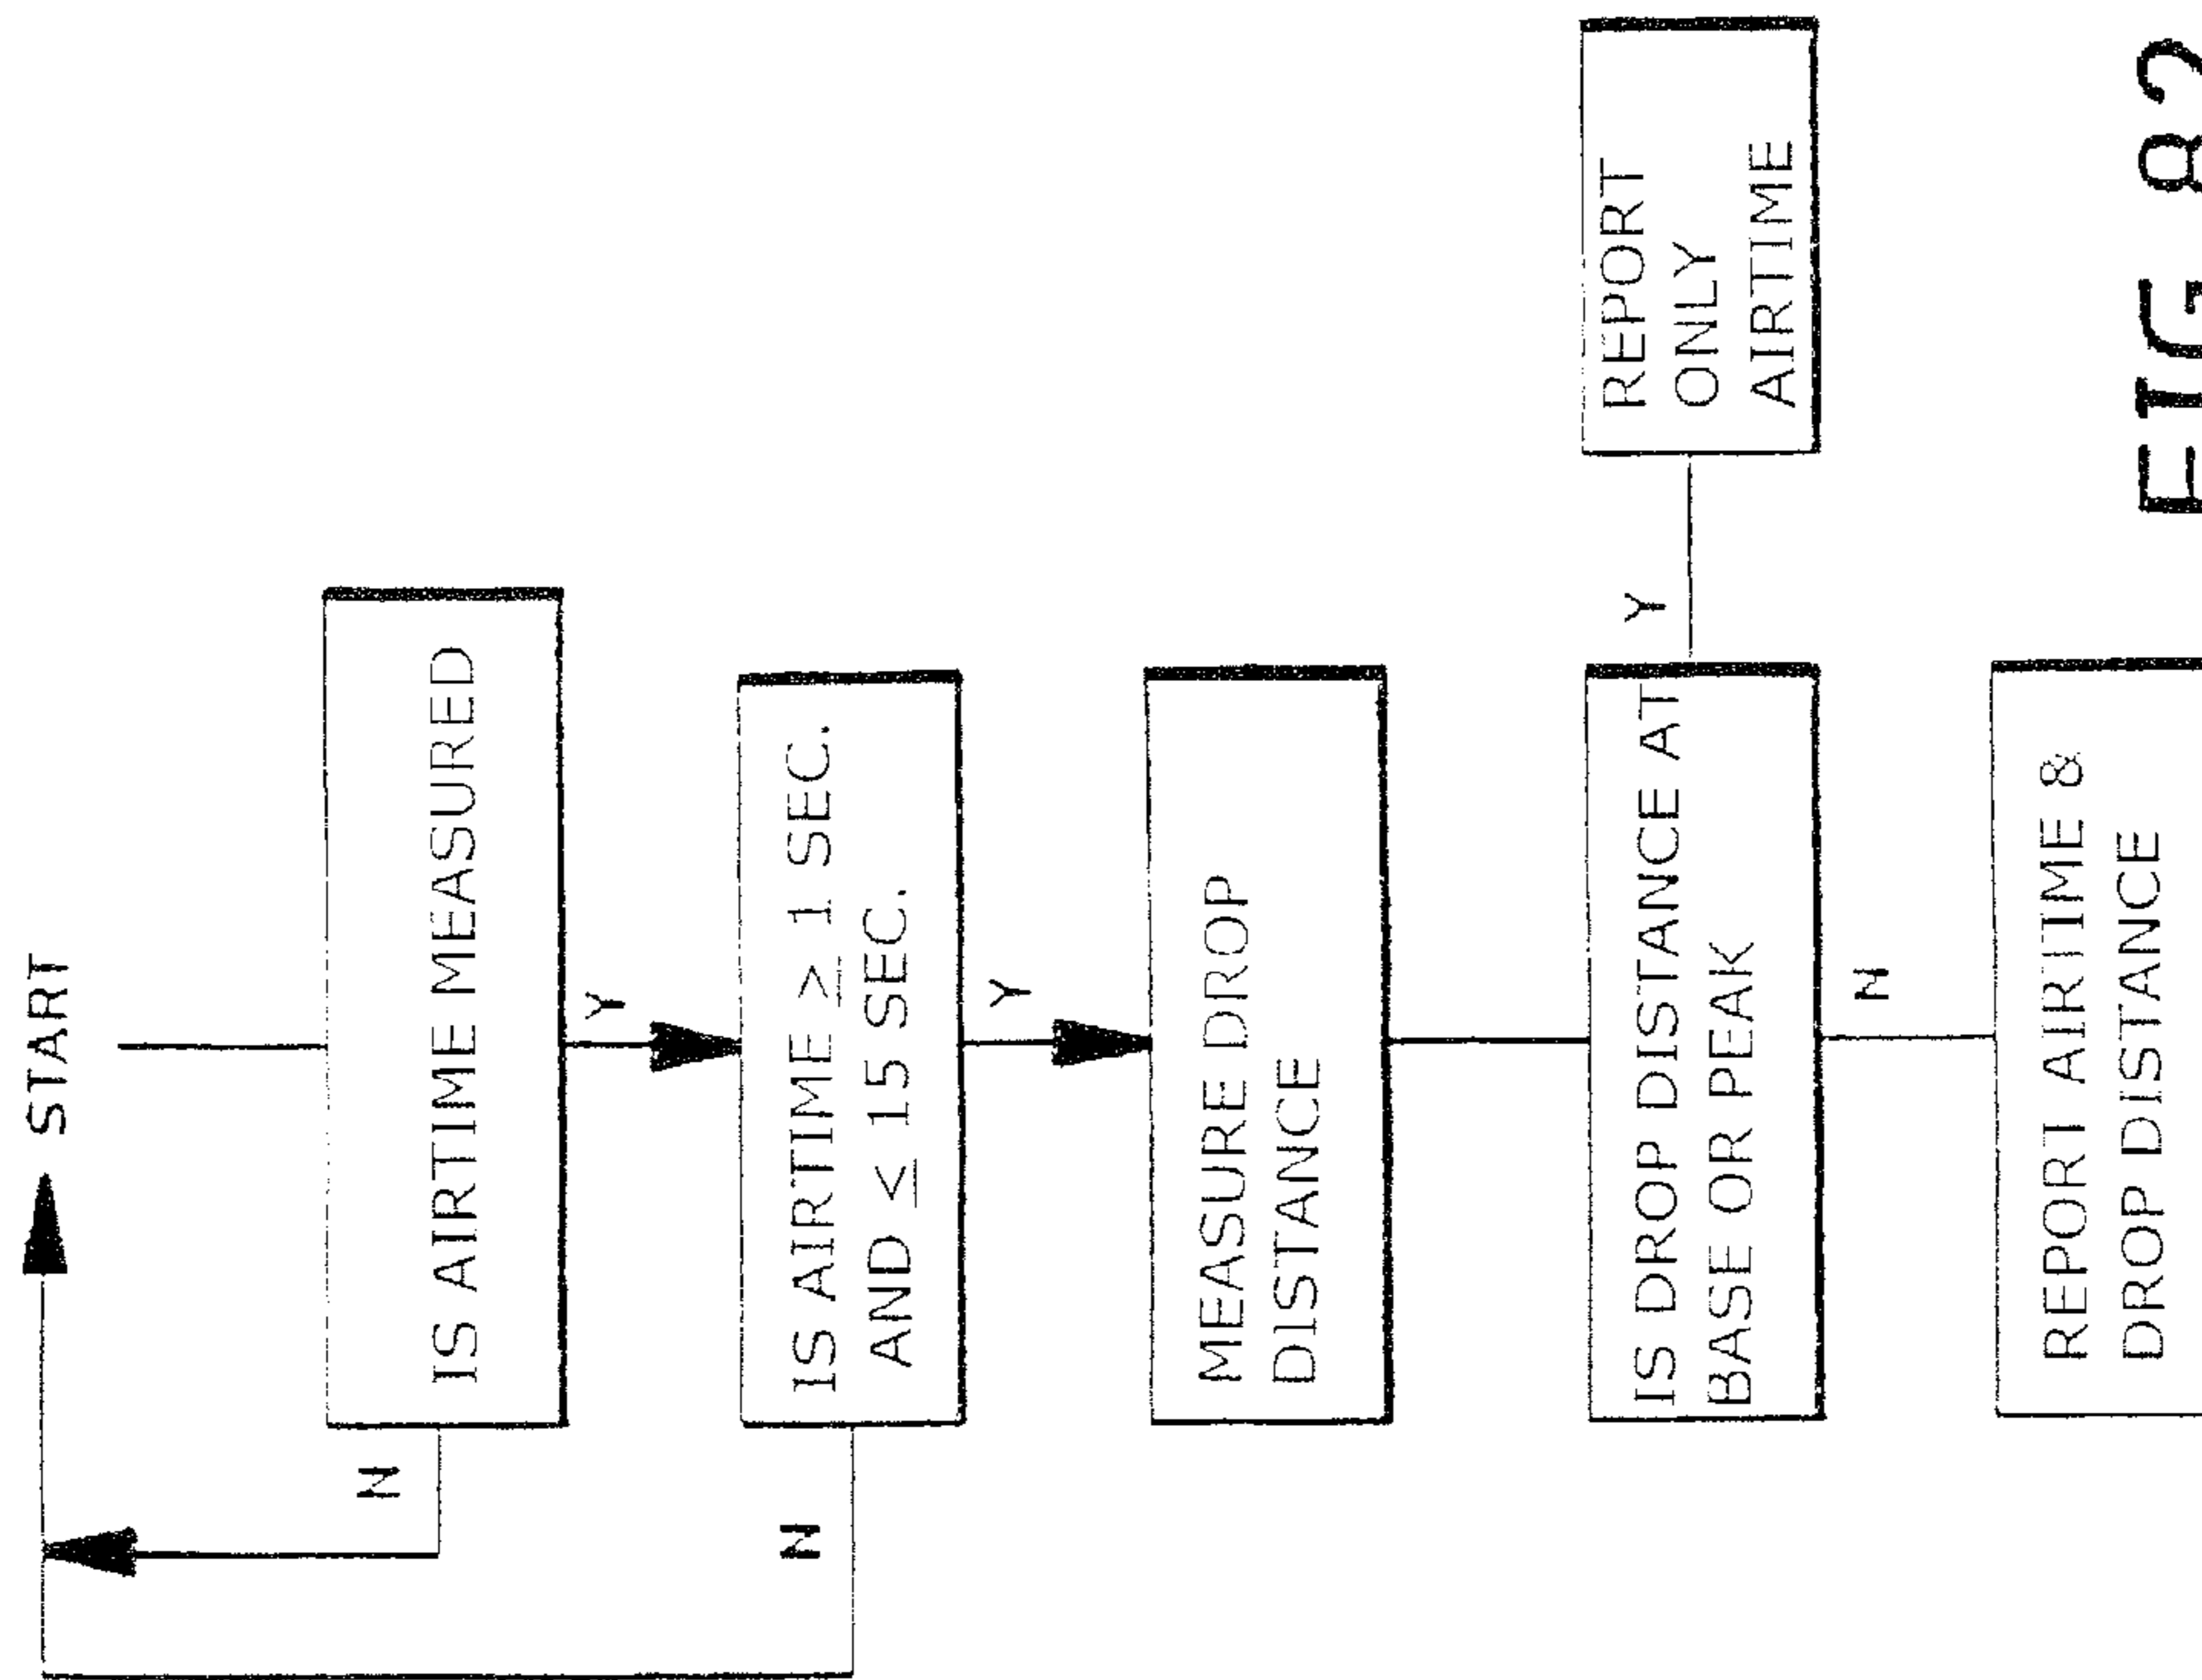 START
IS AIRTIME MEASURED
N
Y
IS AIRTIME ≥ 1 SEC.
AND ≤ 15 SEC.
N
Y
MEASURE DROP
DISTANCE
IS DROP DISTANCE AT
BASE OR PEAK
Y
REPORT
ONLY
AIRTIME
N
REPORT AIRTIME &
DROP DISTANCE
FIG 82